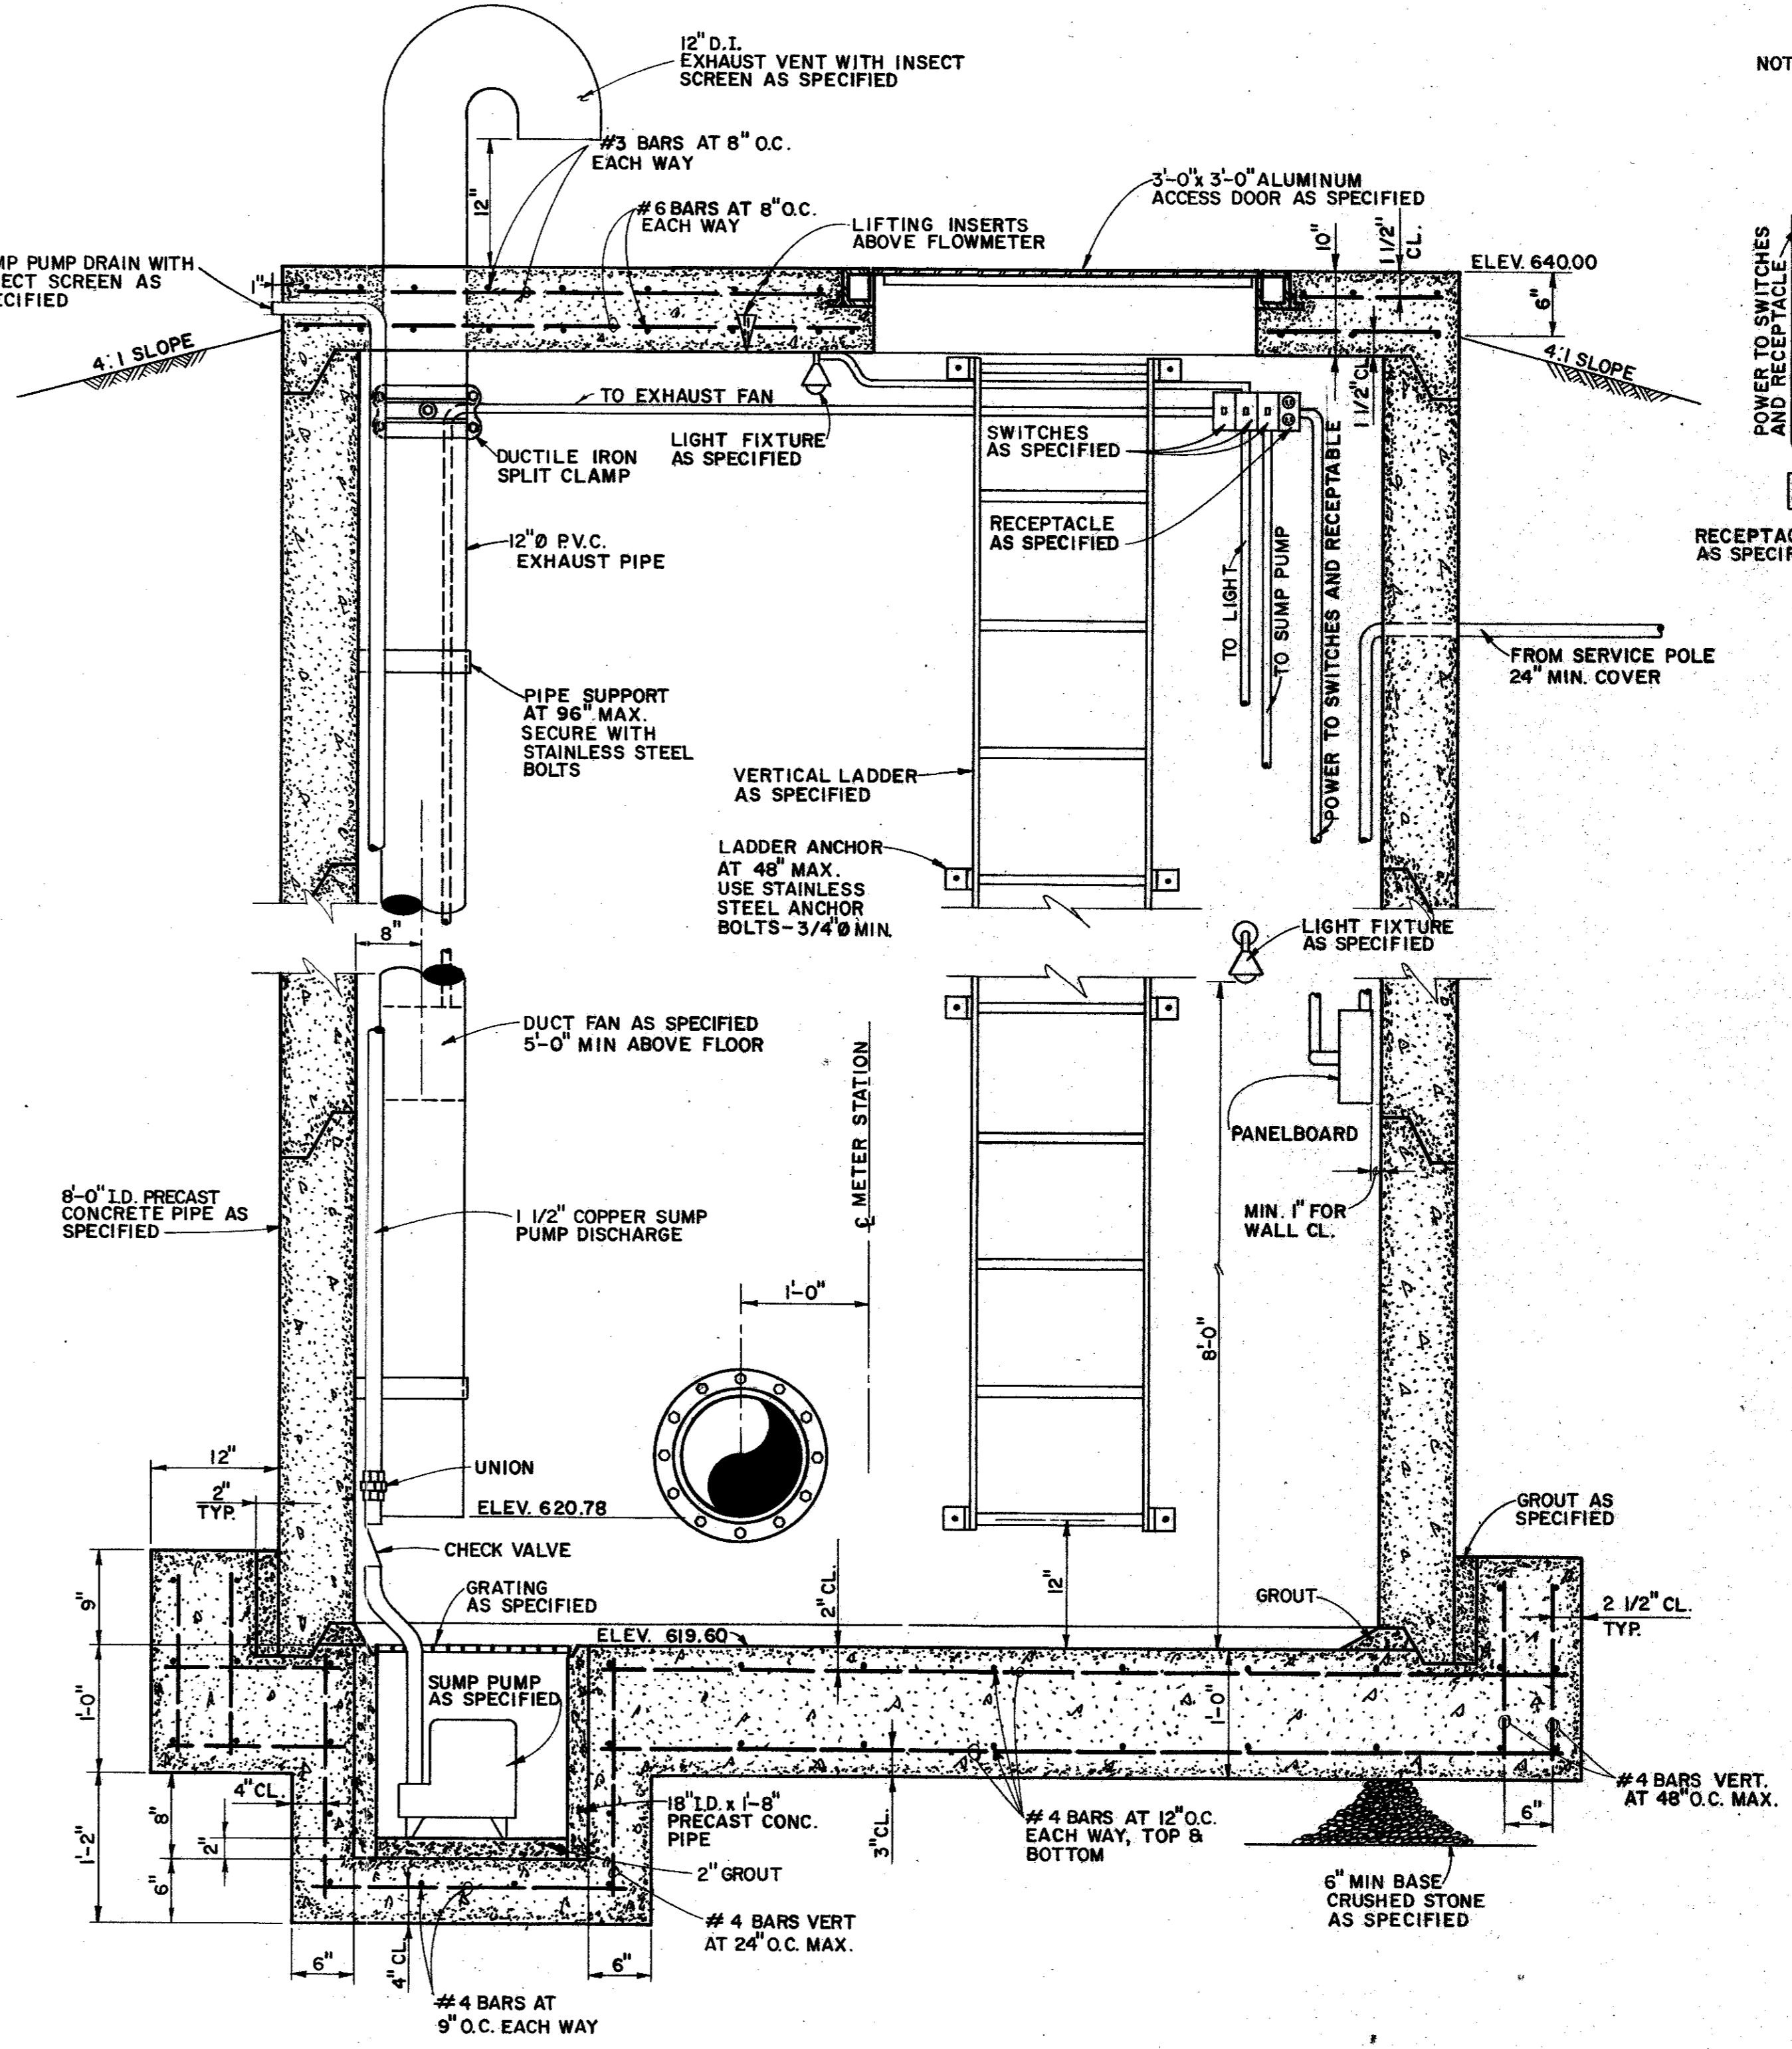 12" D.I.
EXHAUST VENT WITH INSECT
SCREEN AS SPECIFIED
#3 BARS AT 8" O.C.
EACH WAY
12"
#6 BARS AT 8" O.C.
EACH WAY
LIFTING INSERTS
ABOVE FLOWMETER
3'-0" x 3'-0" ALUMINUM
ACCESS DOOR AS SPECIFIED
10"
1 1/2"
CL.
ELEV. 640.00
6"
PUMP DRAIN WITH
SCREEN AS
1"
4:1 SLOPE
4:1 SLOPE
1 1/2" CL.
TO EXHAUST FAN
LIGHT FIXTURE
AS SPECIFIED
DUCTILE IRON
SPLIT CLAMP
SWITCHES
AS SPECIFIED
RECEPTACLE
AS SPECIFIED
12"Ø P.V.C.
EXHAUST PIPE
TO LIGHT
TO SUMP PUMP
POWER TO SWITCHES AND RECEPTABLE
POWER TO SWITCHES
AND RECEPTACLE
FROM SERVICE POLE
24" MIN. COVER
PIPE SUPPORT
AT 96" MAX.
SECURE WITH
STAINLESS STEEL
BOLTS
VERTICAL LADDER
AS SPECIFIED
LADDER ANCHOR
AT 48" MAX.
USE STAINLESS
STEEL ANCHOR
BOLTS-3/4"Ø MIN.
8"
LIGHT FIXTURE
AS SPECIFIED
DUCT FAN AS SPECIFIED
5'-0" MIN ABOVE FLOOR
℄ METER STATION
PANELBOARD
MIN. 1" FOR
WALL CL.
8'-0" I.D. PRECAST
CONCRETE PIPE AS
SPECIFIED
1 1/2" COPPER SUMP
PUMP DISCHARGE
1'-0"
8'-0"
12"
2"
TYP.
UNION
ELEV. 620.78
CHECK VALVE
GRATING
AS SPECIFIED
2" CL.
12"
GROUT AS
SPECIFIED
GROUT
2 1/2" CL.
TYP.
9"
ELEV. 619.60
1'-0"
SUMP PUMP
AS SPECIFIED
1'-0"
4" CL.
8"
2"
6"
1'-2"
18" I.D. x 1'-8"
PRECAST CONC.
PIPE
2" GROUT
3" CL.
#4 BARS AT 12" O.C.
EACH WAY, TOP &
BOTTOM
#4 BARS VERT.
AT 48" O.C. MAX.
6"
6" MIN BASE
CRUSHED STONE
AS SPECIFIED
#4 BARS VERT
AT 24" O.C. MAX.
6"
4" CL.
6"
#4 BARS AT
9" O.C. EACH WAY